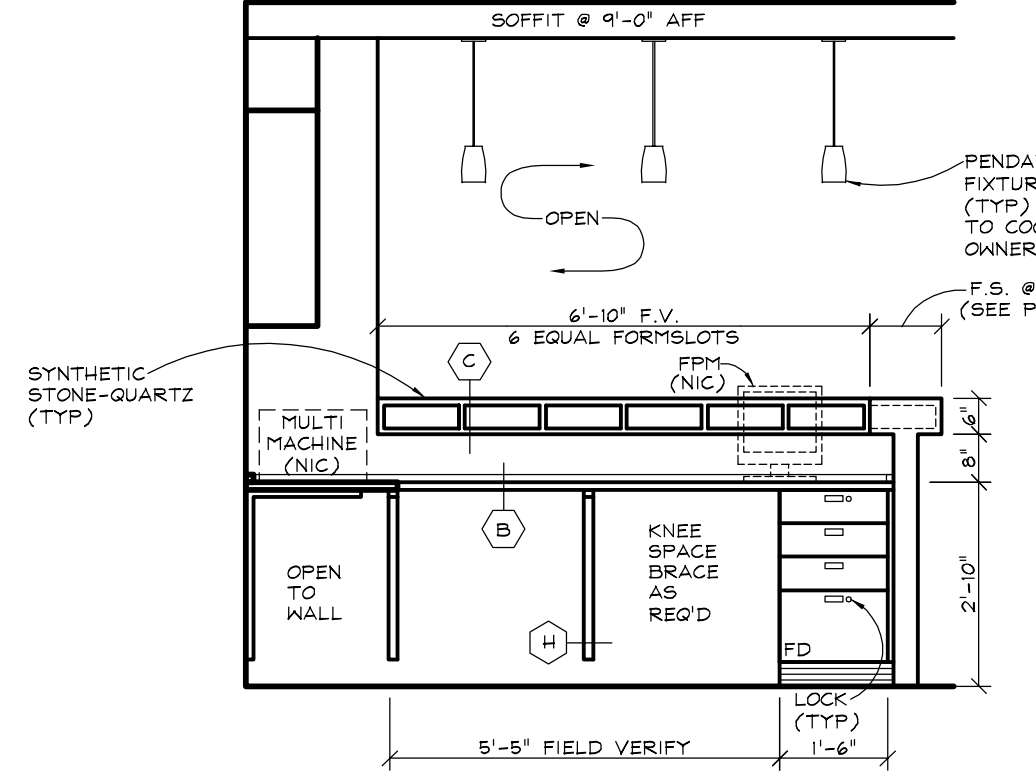 SOFFIT @ 9'-0" AFF
(TYP)
TO
OPEN
F.S. @
(SEE
6'-10" F.V.
6 EQUAL FORMSLOTS
SYNTHETIC
STONE-QUARTZ
(TYP)
C
FPM
(NIC)
MULTI
MACHINE
(NIC)
6"
8"
B
KNEE
SPACE
BRACE
AS
REQ'D
OPEN
TO
WALL
2'-10"
H
FD
LOCK
(TYP)
5'-5" FIELD VERIFY
1'-6"